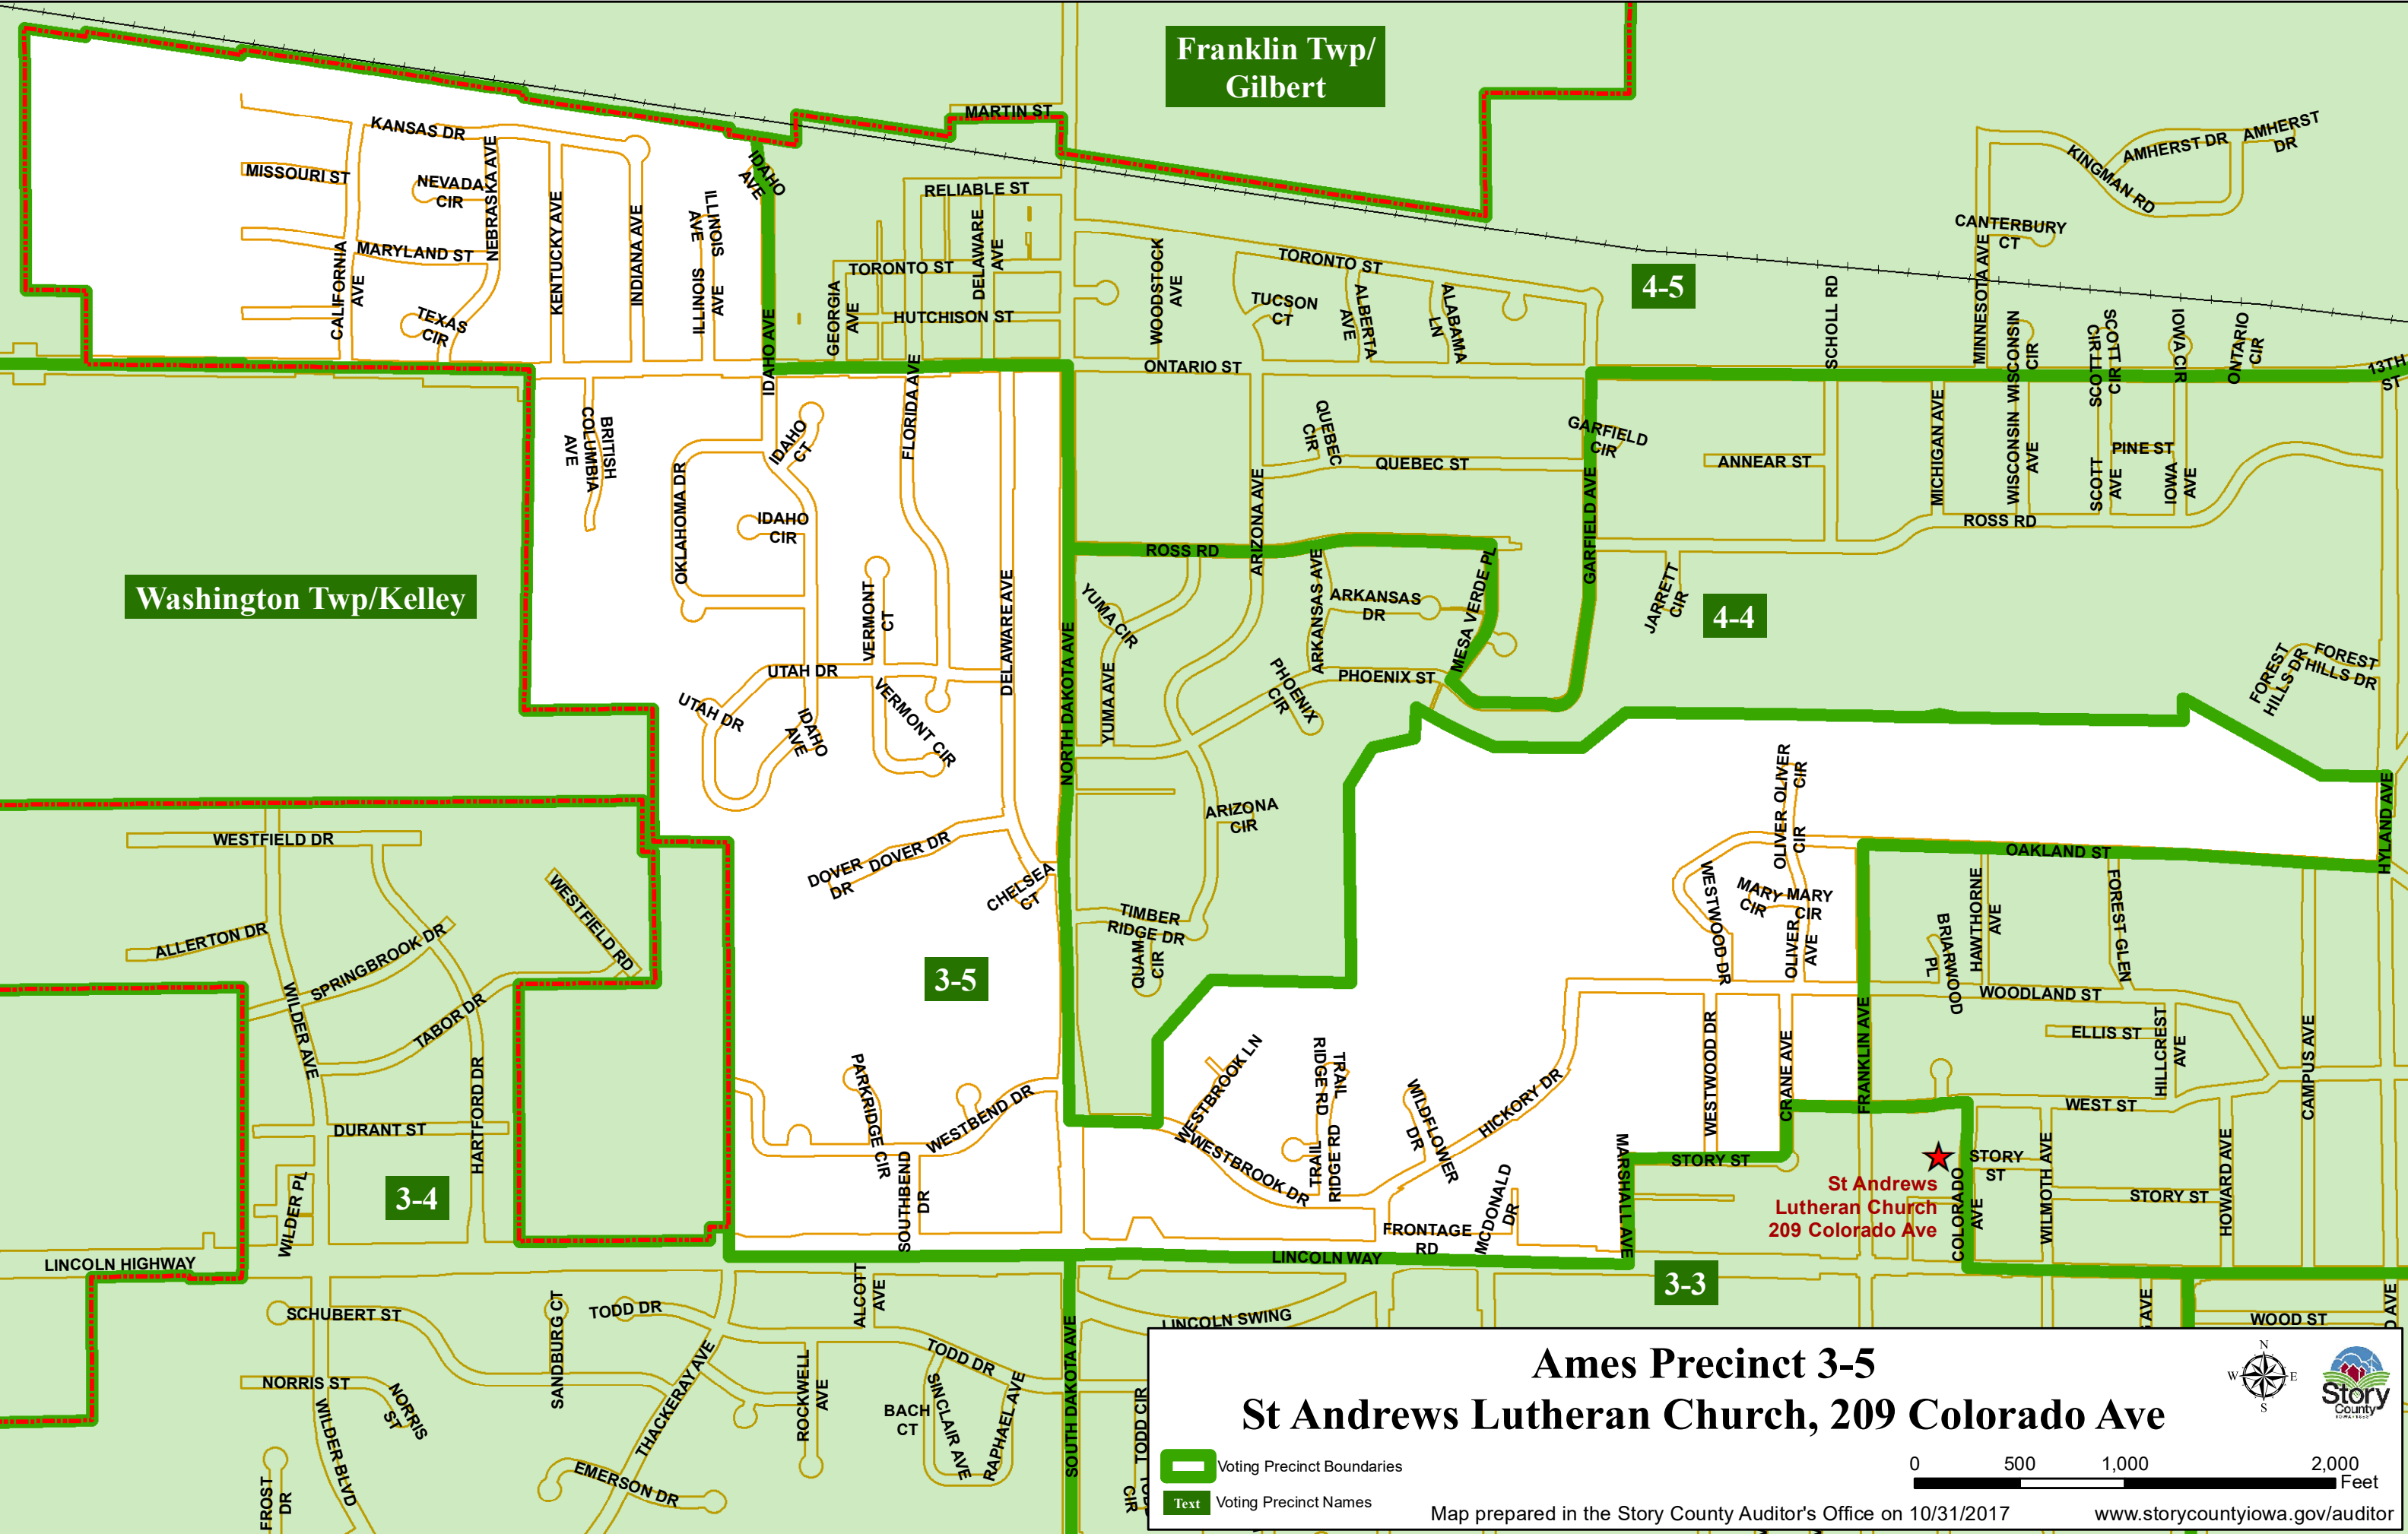 Franklin Twp/
Gilbert
MARTIN ST
KANSAS DR
MISSOURI ST
NEVADA
CIR
NEBRASKA AVE
KENTUCKY AVE
INDIANA AVE
ILLINOIS
AVE
ILLINOIS
AVE
IDAHO
AVE
IDAHO AVE
MARYLAND ST
CALIFORNIA
AVE
TEXAS
CIR
RELIABLE ST
TORONTO ST
DELAWARE
AVE
GEORGIA
AVE
HUTCHISON ST
WOODSTOCK
AVE
TORONTO ST
TUCSON
CT
ALBERTA
AVE
ALABAMA
LN
4-5
SCHOLL RD
MINNESOTA AVE
CANTERBURY
CT
KINGMAN RD
AMHERST DR
AMHERST
DR
WISCONSIN
CIR
SCOTT
CIR
SCOTT
CIR
IOWA CIR
ONTARIO
CIR
13TH
ST
ONTARIO ST
BRITISH
COLUMBIA
AVE
FLORIDA AVE
IDAHO
CT
OKLAHOMA DR
IDAHO
CIR
QUEBEC
CIR
QUEBEC ST
GARFIELD
CIR
GARFIELD AVE
ANNEAR ST
MICHIGAN AVE
WISCONSIN
AVE
SCOTT
AVE
PINE ST
IOWA
AVE
ROSS RD
ROSS RD
ARIZONA AVE
Washington Twp/Kelley
VERMONT
CT
DELAWARE AVE
NORTH DAKOTA AVE
YUMA CIR
YUMA AVE
ARKANSAS AVE
ARKANSAS
DR
MESA VERDE PL
JARRETT
CIR
4-4
PHOENIX
CIR
PHOENIX ST
FOREST
HILLS DR
FOREST
HILLS DR
UTAH DR
UTAH DR
IDAHO
AVE
VERMONT CIR
ARIZONA
CIR
OLIVER
CIR
OLIVER
CIR
HYLAND AVE
OAKLAND ST
WESTFIELD DR
WESTFIELD RD
DOVER
DR
DOVER DR
CHELSEA
CT
TIMBER
RIDGE DR
QUAM
CIR
WESTWOOD DR
MARY
CIR
MARY
CIR
OLIVER
AVE
BRIARWOOD
PL
HAWTHORNE
AVE
FOREST GLEN
ALLERTON DR
SPRINGBROOK DR
WILDER AVE
TABOR DR
3-5
WOODLAND ST
ELLIS ST
HILLCREST
AVE
CAMPUS AVE
WESTWOOD DR
CRANE AVE
FRANKLIN AVE
WEST ST
HARTFORD DR
DURANT ST
PARKRIDGE CIR
WESTBEND DR
SOUTHBEND
DR
WESTBROOK LN
WESTBROOK DR
TRAIL
RIDGE RD
TRAIL
RIDGE RD
WILDFLOWER
DR
HICKORY DR
MCDONALD
DR
MARSHALL AVE
STORY ST
STORY
ST
STORY ST
WILMOTH AVE
HOWARD AVE
COLORADO
AVE
St Andrews
Lutheran Church
209 Colorado Ave
3-4
WILDER PL
LINCOLN HIGHWAY
FRONTAGE
RD
LINCOLN WAY
3-3
SCHUBERT ST
SANDBURG CT
TODD DR
ALCOTT
AVE
LINCOLN SWING
AVE
WOOD ST
NORRIS ST
NORRIS
ST
WILDER BLVD
THACKERAY AVE
ROCKWELL
AVE
TODD DR
BACH
CT
SINCLAIR AVE
RAPHAEL AVE
SOUTH DAKOTA AVE
TODD CIR
CIR
EMERSON DR
FROST
DR
Ames Precinct 3-5
St Andrews Lutheran Church, 209 Colorado Ave
N
W
E
S
Story
County
Voting Precinct Boundaries
Text
Voting Precinct Names
0 500 1,000 2,000
Feet
Map prepared in the Story County Auditor's Office on 10/31/2017
www.storycountyiowa.gov/auditor